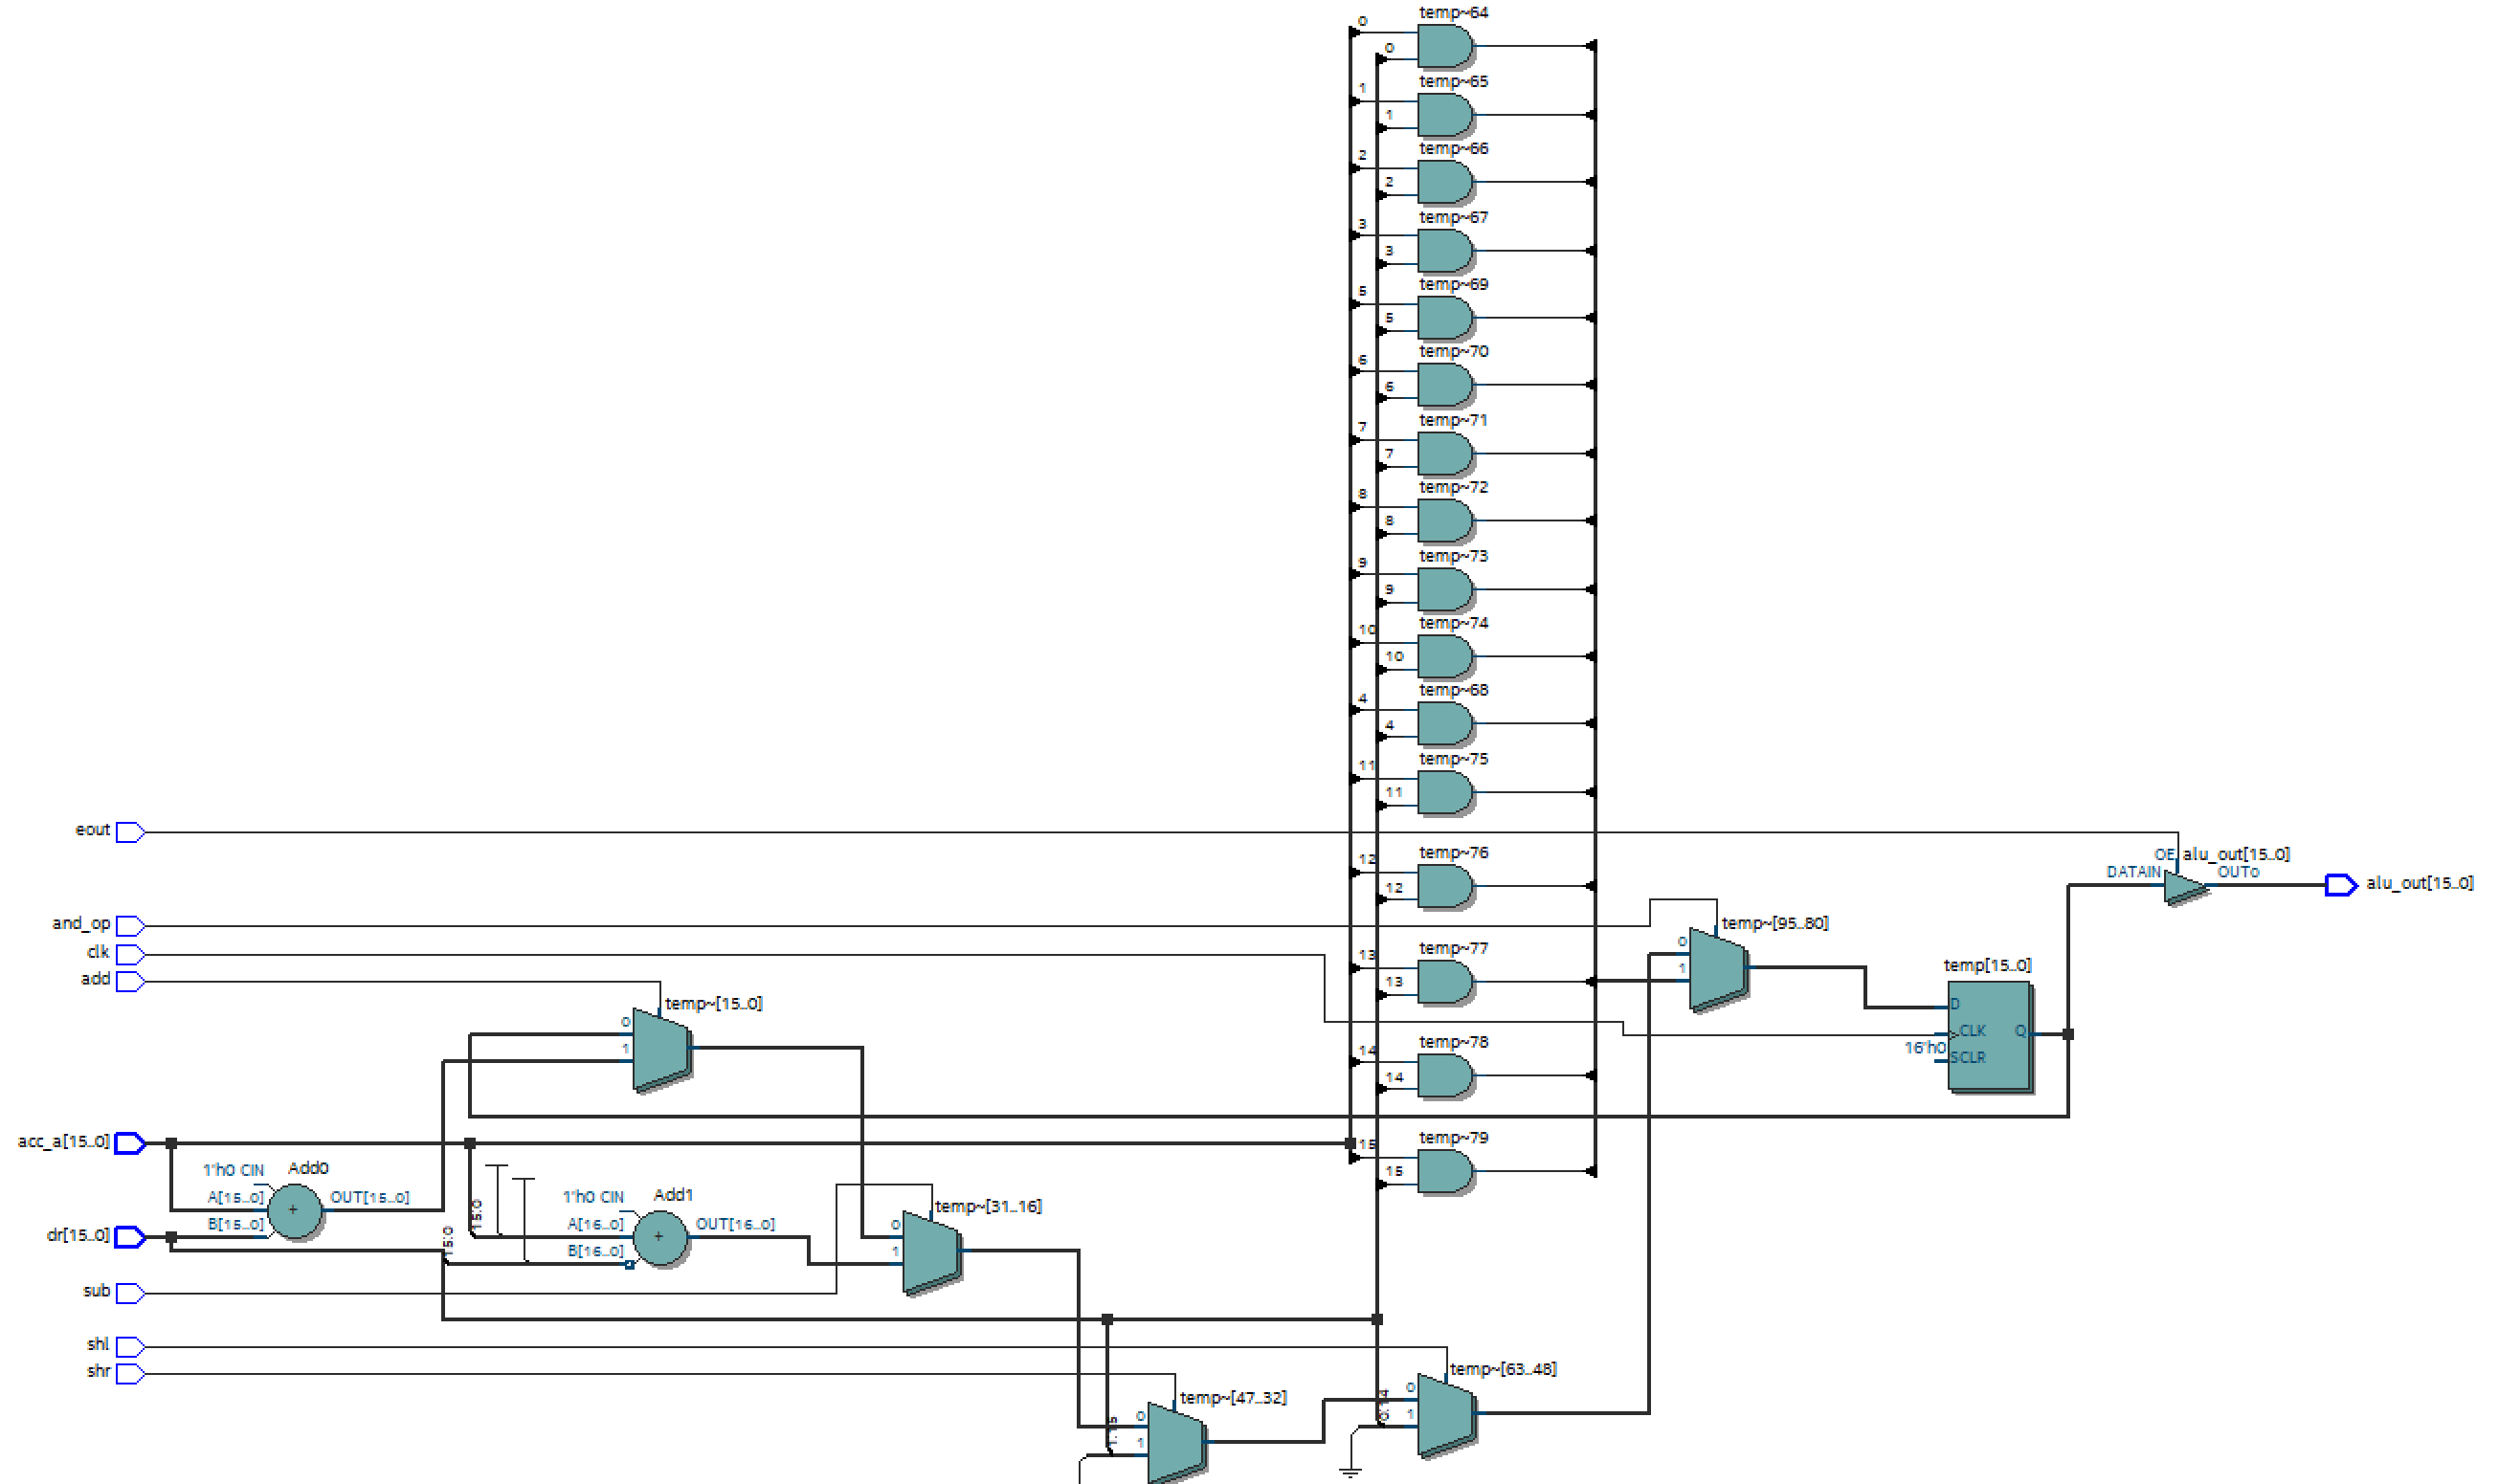 temp~64
0
0
temp~65
1
1
temp~66
2
2
temp~67
3
3
temp~69
5
5
temp~70
6
6
temp~71
7
7
temp~72
8
8
temp~73
9
9
temp~74
10
10
temp~68
4
4
temp~75
11
11
eout
temp~76
12
12
OE alu_out[15..0]
DATAIN OUT0
alu_out[15..0]
and_op
temp~[95..80]
0
1
clk
temp~77
13
13
add
temp[15..0]
D
CLK Q
16'h0 SCLR
temp~[15..0]
0
1
temp~78
14
14
acc_a[15..0]
temp~79
15
15
1'h0 CIN Add0
A[15..0] OUT[15..0]
B[15..0]
dr[15..0]
15:0
15:0
1'h0 CIN Add1
A[16..0] OUT[16..0]
B[16..0]
temp~[31..16]
0
1
sub
shl
shr
temp~[63..48]
0
1
0:14
temp~[47..32]
0
1
1:15